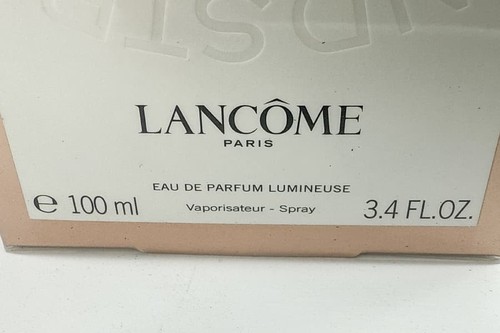 LANCÔME
PARIS
EAU DE PARFUM LUMINEUSE
℮ 100 ml Vaporisateur - Spray 3.4 FL.OZ.